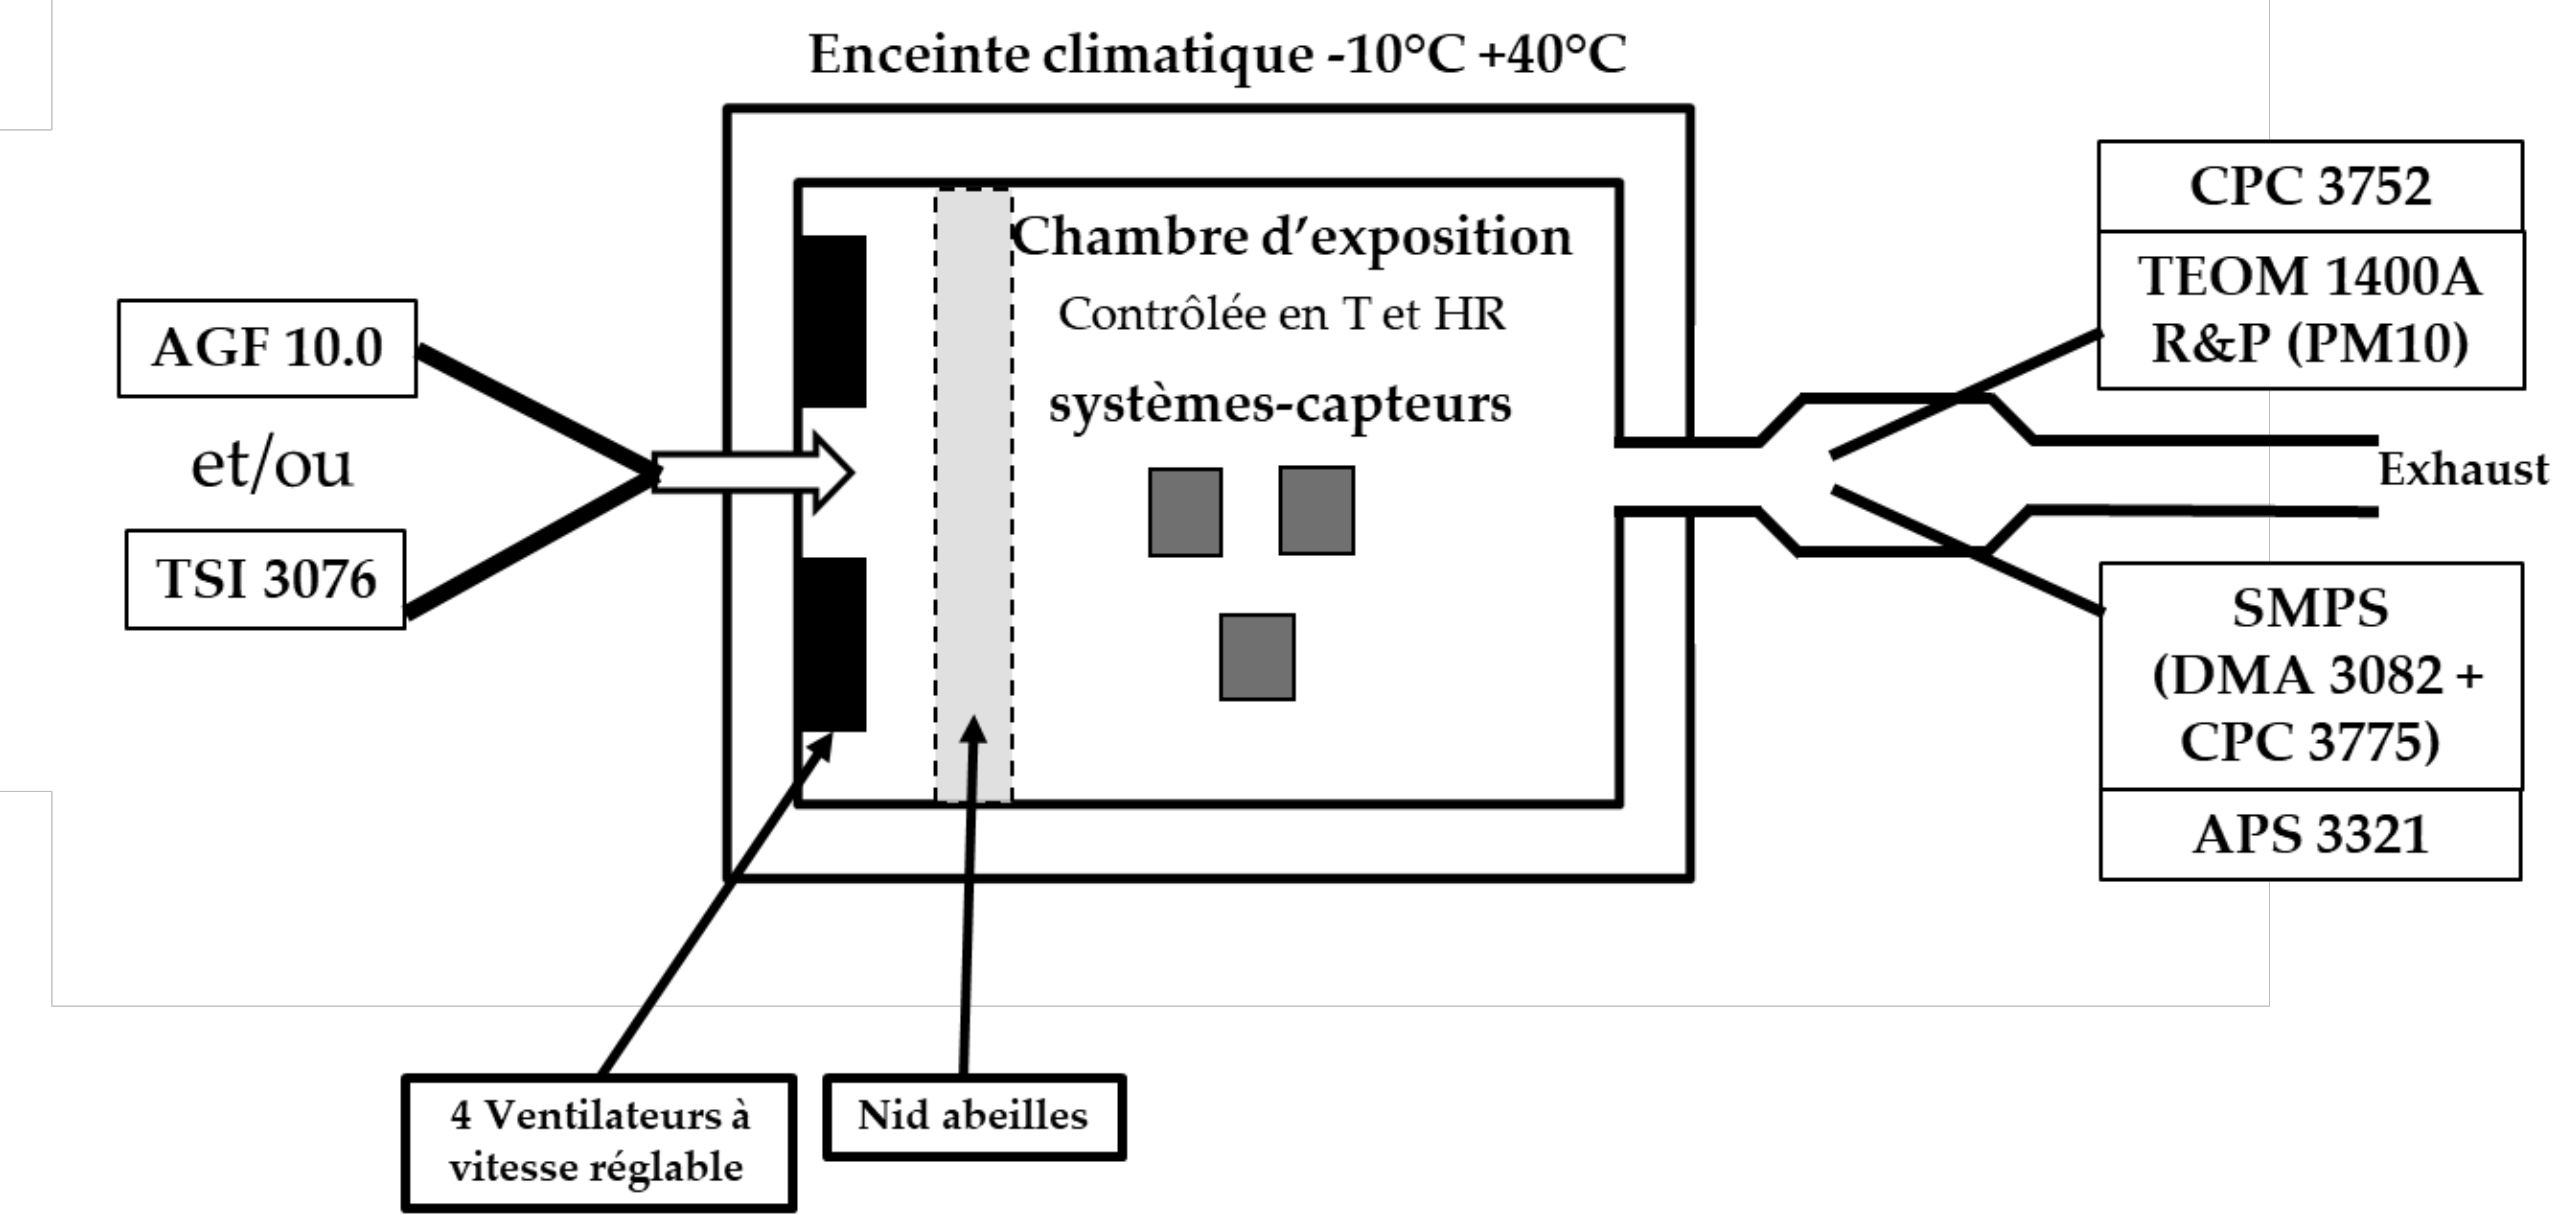 Enceinte climatique -10°C +40°C
AGF 10.0
et/ou
TSI 3076
Chambre d’exposition
Contrôlée en T et HR
systèmes-capteurs
CPC 3752
TEOM 1400A
R&P (PM10)
Exhaust
SMPS
(DMA 3082 +
CPC 3775)
APS 3321
4 Ventilateurs à
vitesse réglable
Nid abeilles